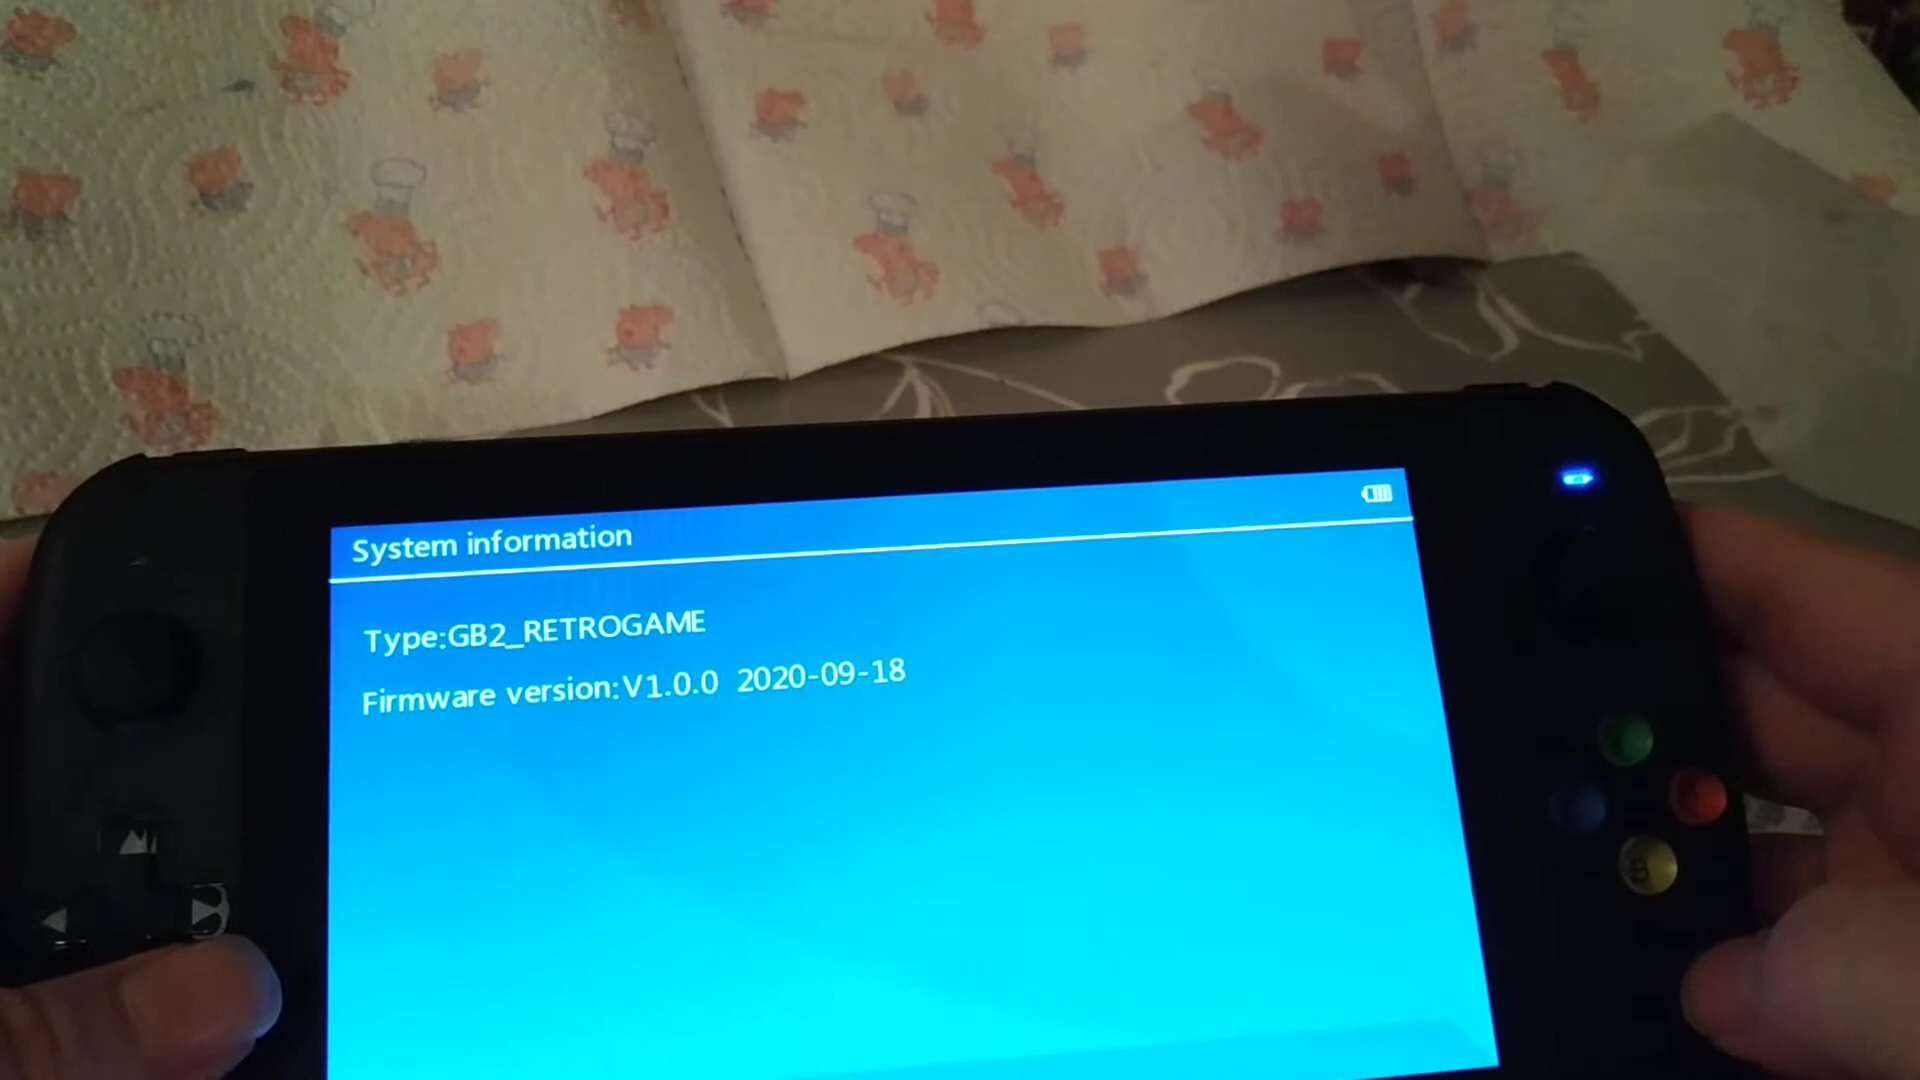 System information
Type:GB2_RETROGAME
Firmware version:V1.0.0 2020-09-18
B